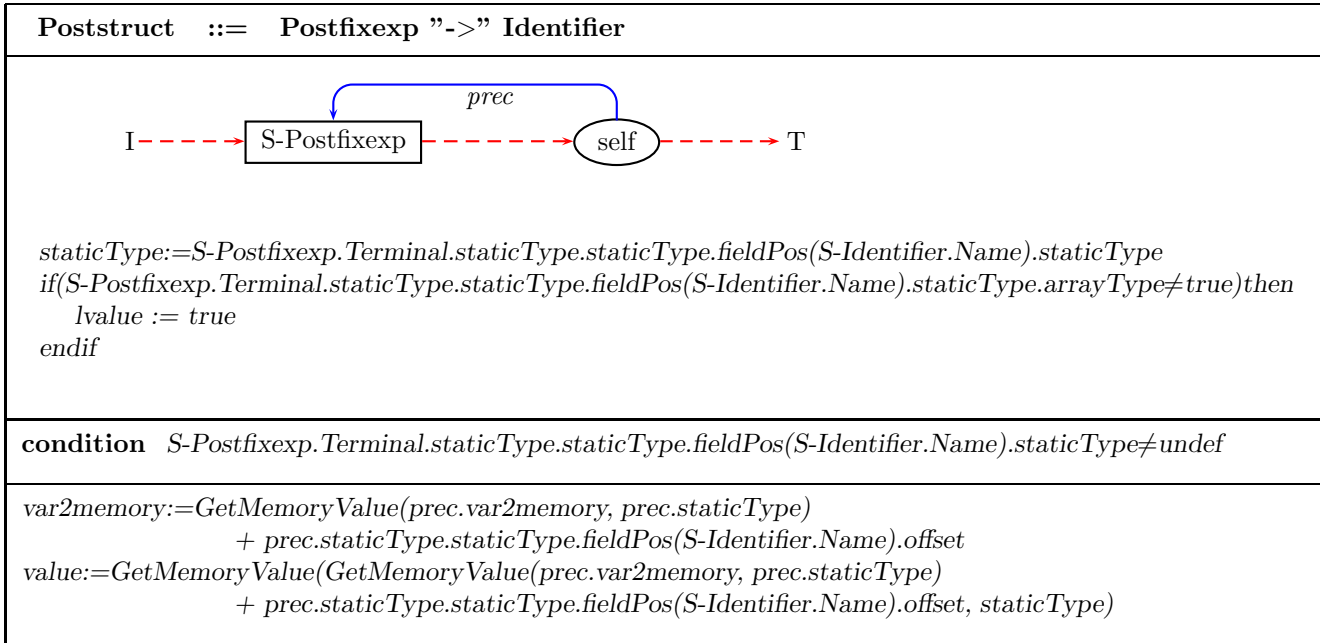 Poststruct ::= Postfixexp ”->” Identifier
prec
I S-Postfixexp self T
staticType:=S-Postfixexp.Terminal.staticType.staticType.fieldPos(S-Identifier.Name).staticType
if(S-Postfixexp.Terminal.staticType.staticType.fieldPos(S-Identifier.Name).staticType.arrayType≠true)then
lvalue := true
endif
condition S-Postfixexp.Terminal.staticType.staticType.fieldPos(S-Identifier.Name).staticType≠undef
var2memory:=GetMemoryValue(prec.var2memory, prec.staticType)
+ prec.staticType.staticType.fieldPos(S-Identifier.Name).offset
value:=GetMemoryValue(GetMemoryValue(prec.var2memory, prec.staticType)
+ prec.staticType.staticType.fieldPos(S-Identifier.Name).offset, staticType)